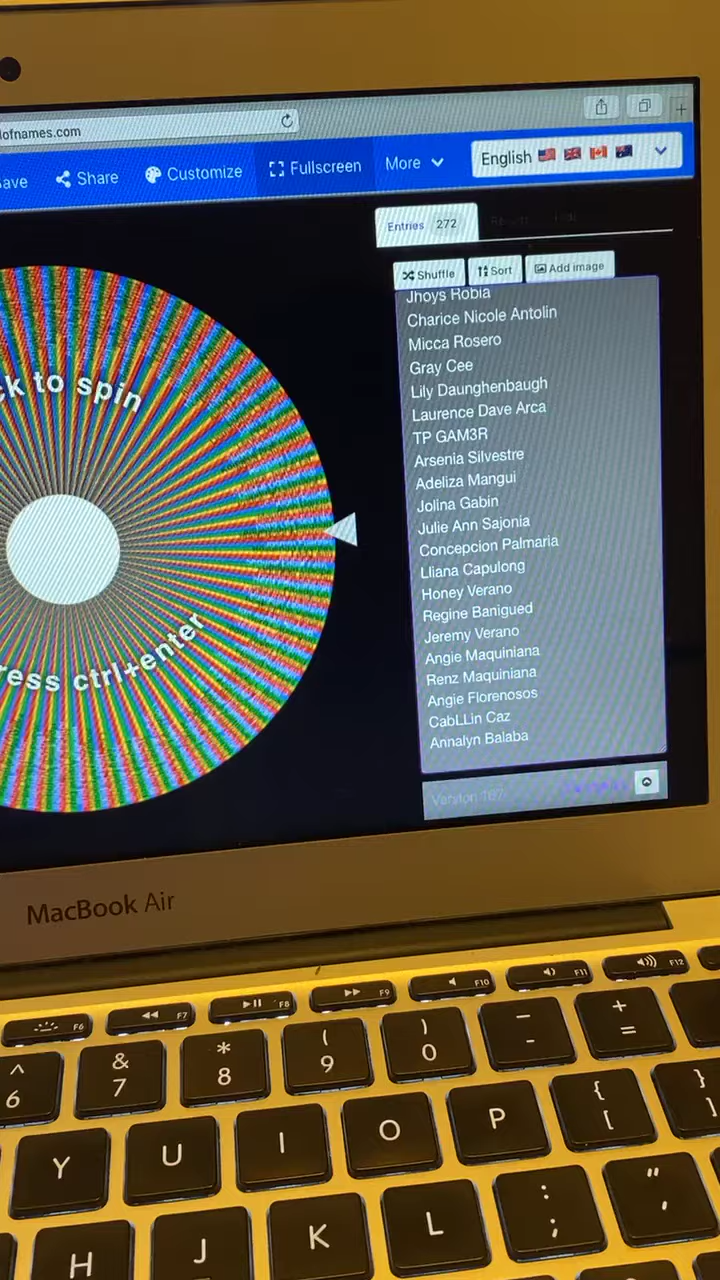 lofnames.com
ave
Share
Customize
Fullscreen
More
English
Entries 272
Shuffle
Sort
Add image
Jhoys Robia
Charice Nicole Antolin
Micca Rosero
Gray Cee
Lily Daunghenbaugh
Laurence Dave Arca
TP GAM3R
Arsenia Silvestre
Adeliza Mangui
Jolina Gabin
Julie Ann Sajonia
Concepcion Palmaria
Lliana Capulong
Honey Verano
Regine Banigued
Jeremy Verano
Angie Maquiniana
Renz Maquiniana
Angie Florenosos
CabLLin Caz
Annalyn Balaba
ck to spin
ress ctrl+enter
MacBook Air
F6
F7
F8
F9
F10
F11
F12
^ 6
& 7
* 8
( 9
) 0
_ -
+ =
Y
U
I
O
P
{ [
} ]
H
J
K
L
: ;
" '